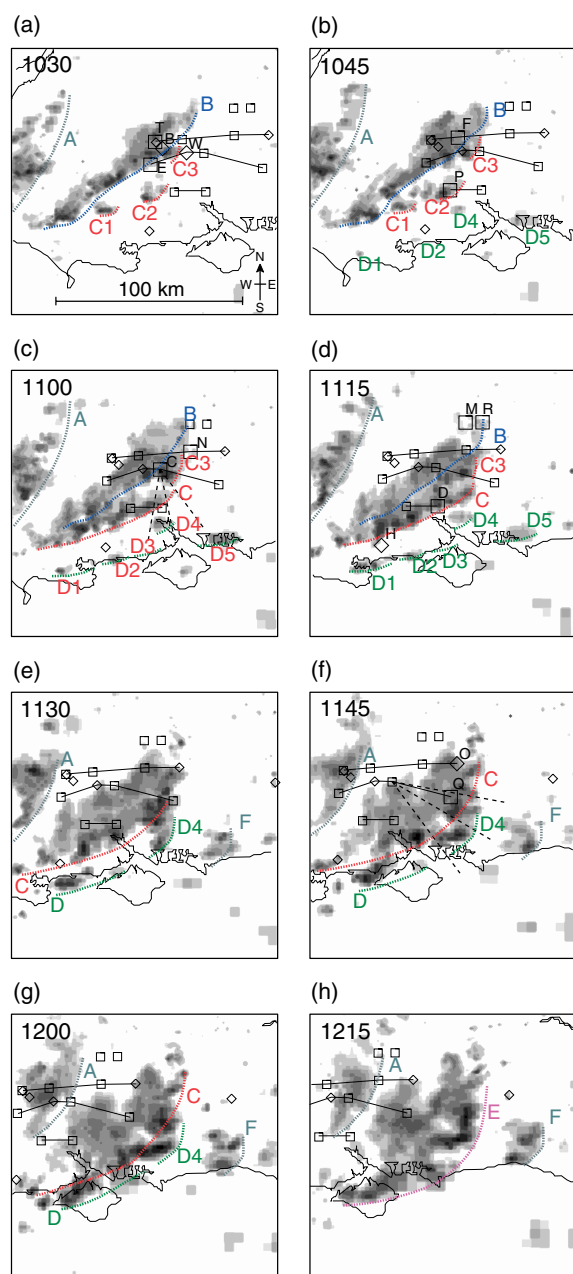 (a)
1030
A
B
T
B
W
E
C3
C2
C1
100 km
N
W E
S
(b)
1045
A
B
F
C3
P
C2
C1
D4
D2
D5
D1
(c)
1100
A
B
N
C3
C
C
D4
D3
D5
D2
D1
(d)
1115
M R
A
B
C3
C
D
D4
H
D5
D3
D2
D1
(e)
1130
A
D4
F
C
D
(f)
1145
A
O
C
Q
D4
F
D
(g)
1200
A
C
D4
F
D
(h)
1215
A
E
F